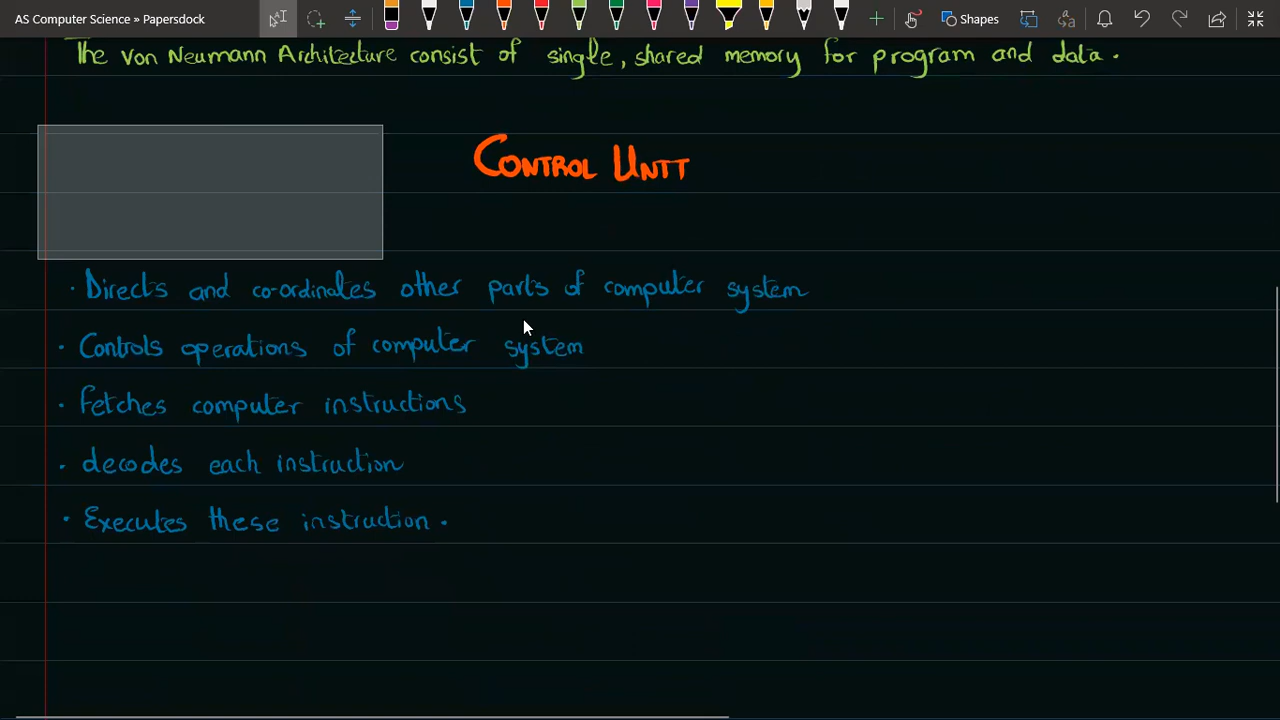 AS Computer Science » Papersdock
Shapes
The Von Neumann Architecture consist of single, shared memory for program and data.
CONTROL UNIT
· Directs and co-ordinates other parts of computer system
· Controls operations of computer system
· Fetches computer instructions
· decodes each instruction
· Executes these instruction.